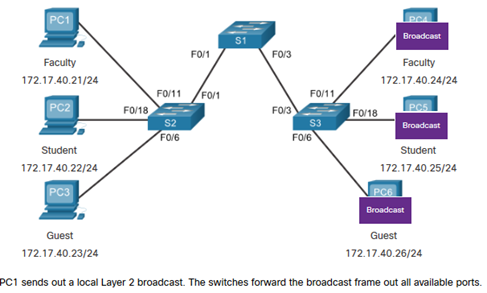 PC1
Faculty
172.17.40.21/24
PC2
Student
172.17.40.22/24
PC3
Guest
172.17.40.23/24
F0/11
F0/18
F0/1
F0/6
S2
F0/1
S1
F0/3
F0/3
F0/11
F0/18
F0/6
S3
PC4
Broadcast
Faculty
172.17.40.24/24
PC5
Broadcast
Student
172.17.40.25/24
PC6
Broadcast
Guest
172.17.40.26/24
PC1 sends out a local Layer 2 broadcast. The switches forward the broadcast frame out all available ports.